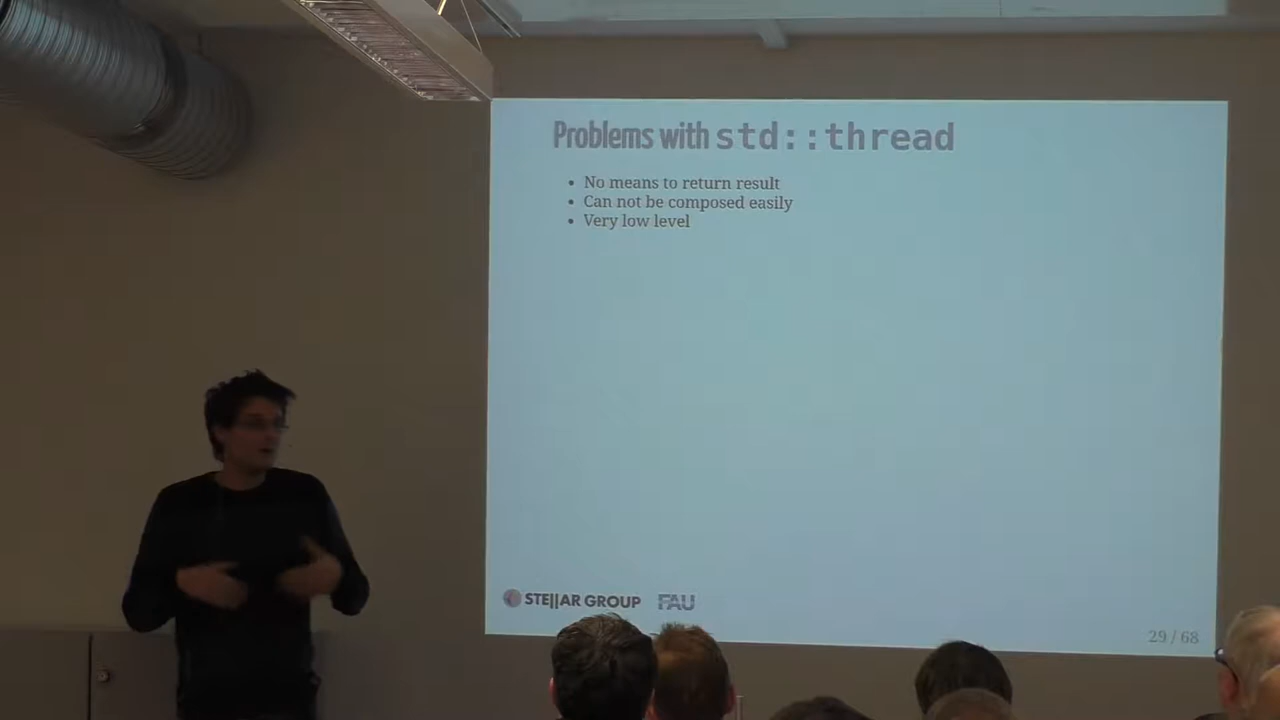 Problems with std::thread
• No means to return result
• Can not be composed easily
• Very low level
STE||AR GROUP FAU
29 / 68